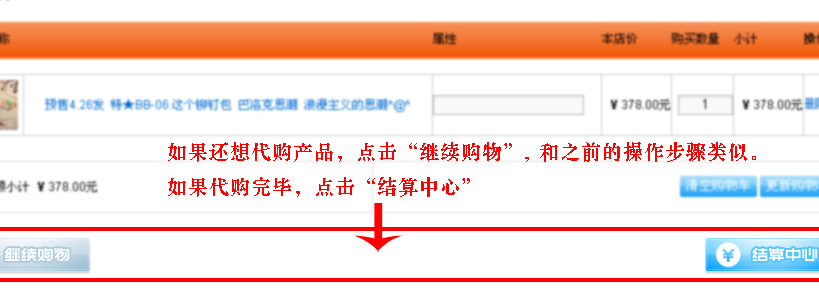 称 属性 本店价 购买数量 小计 操
预售4.26发 特★BB-06 这个铆钉包 巴洛克思潮 浪漫主义的思潮^@^ ¥ 378.00元 1 ¥ 378.00元
如果还想代购产品，点击“继续购物”, 和之前的操作步骤类似。
小计 ¥ 378.00元 清空购物车 更新购物
如果代购完毕，点击“结算中心”
继续购物 ¥ 结算中心